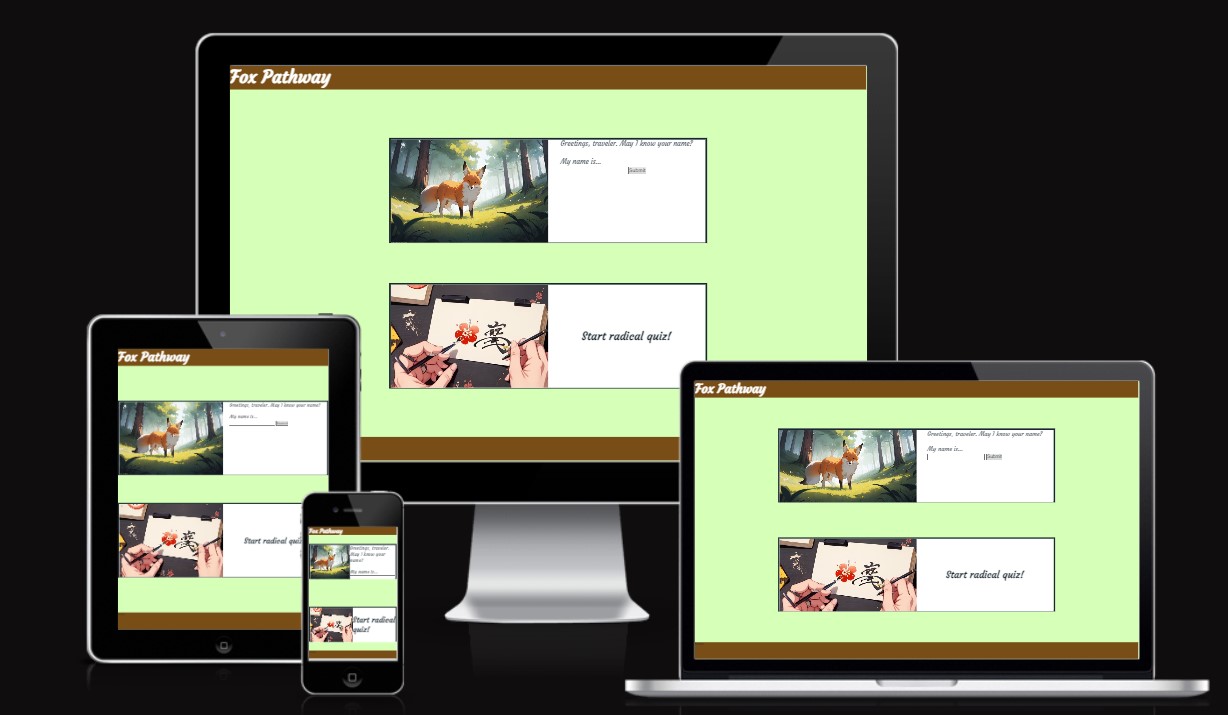 Fox Pathway
Greetings, traveler. May I know your name?
My name is...
Submit
Start radical quiz!
Fox Pathway
Greetings, traveler. May I know your name?
My name is...
Submit
Start radical quiz
Fox Pathway
Greetings, traveler.
May I know your
name?
My name is...
Start radical
quiz!
Fox Pathway
Greetings, traveler. May I know your name?
My name is...
Submit
Start radical quiz!